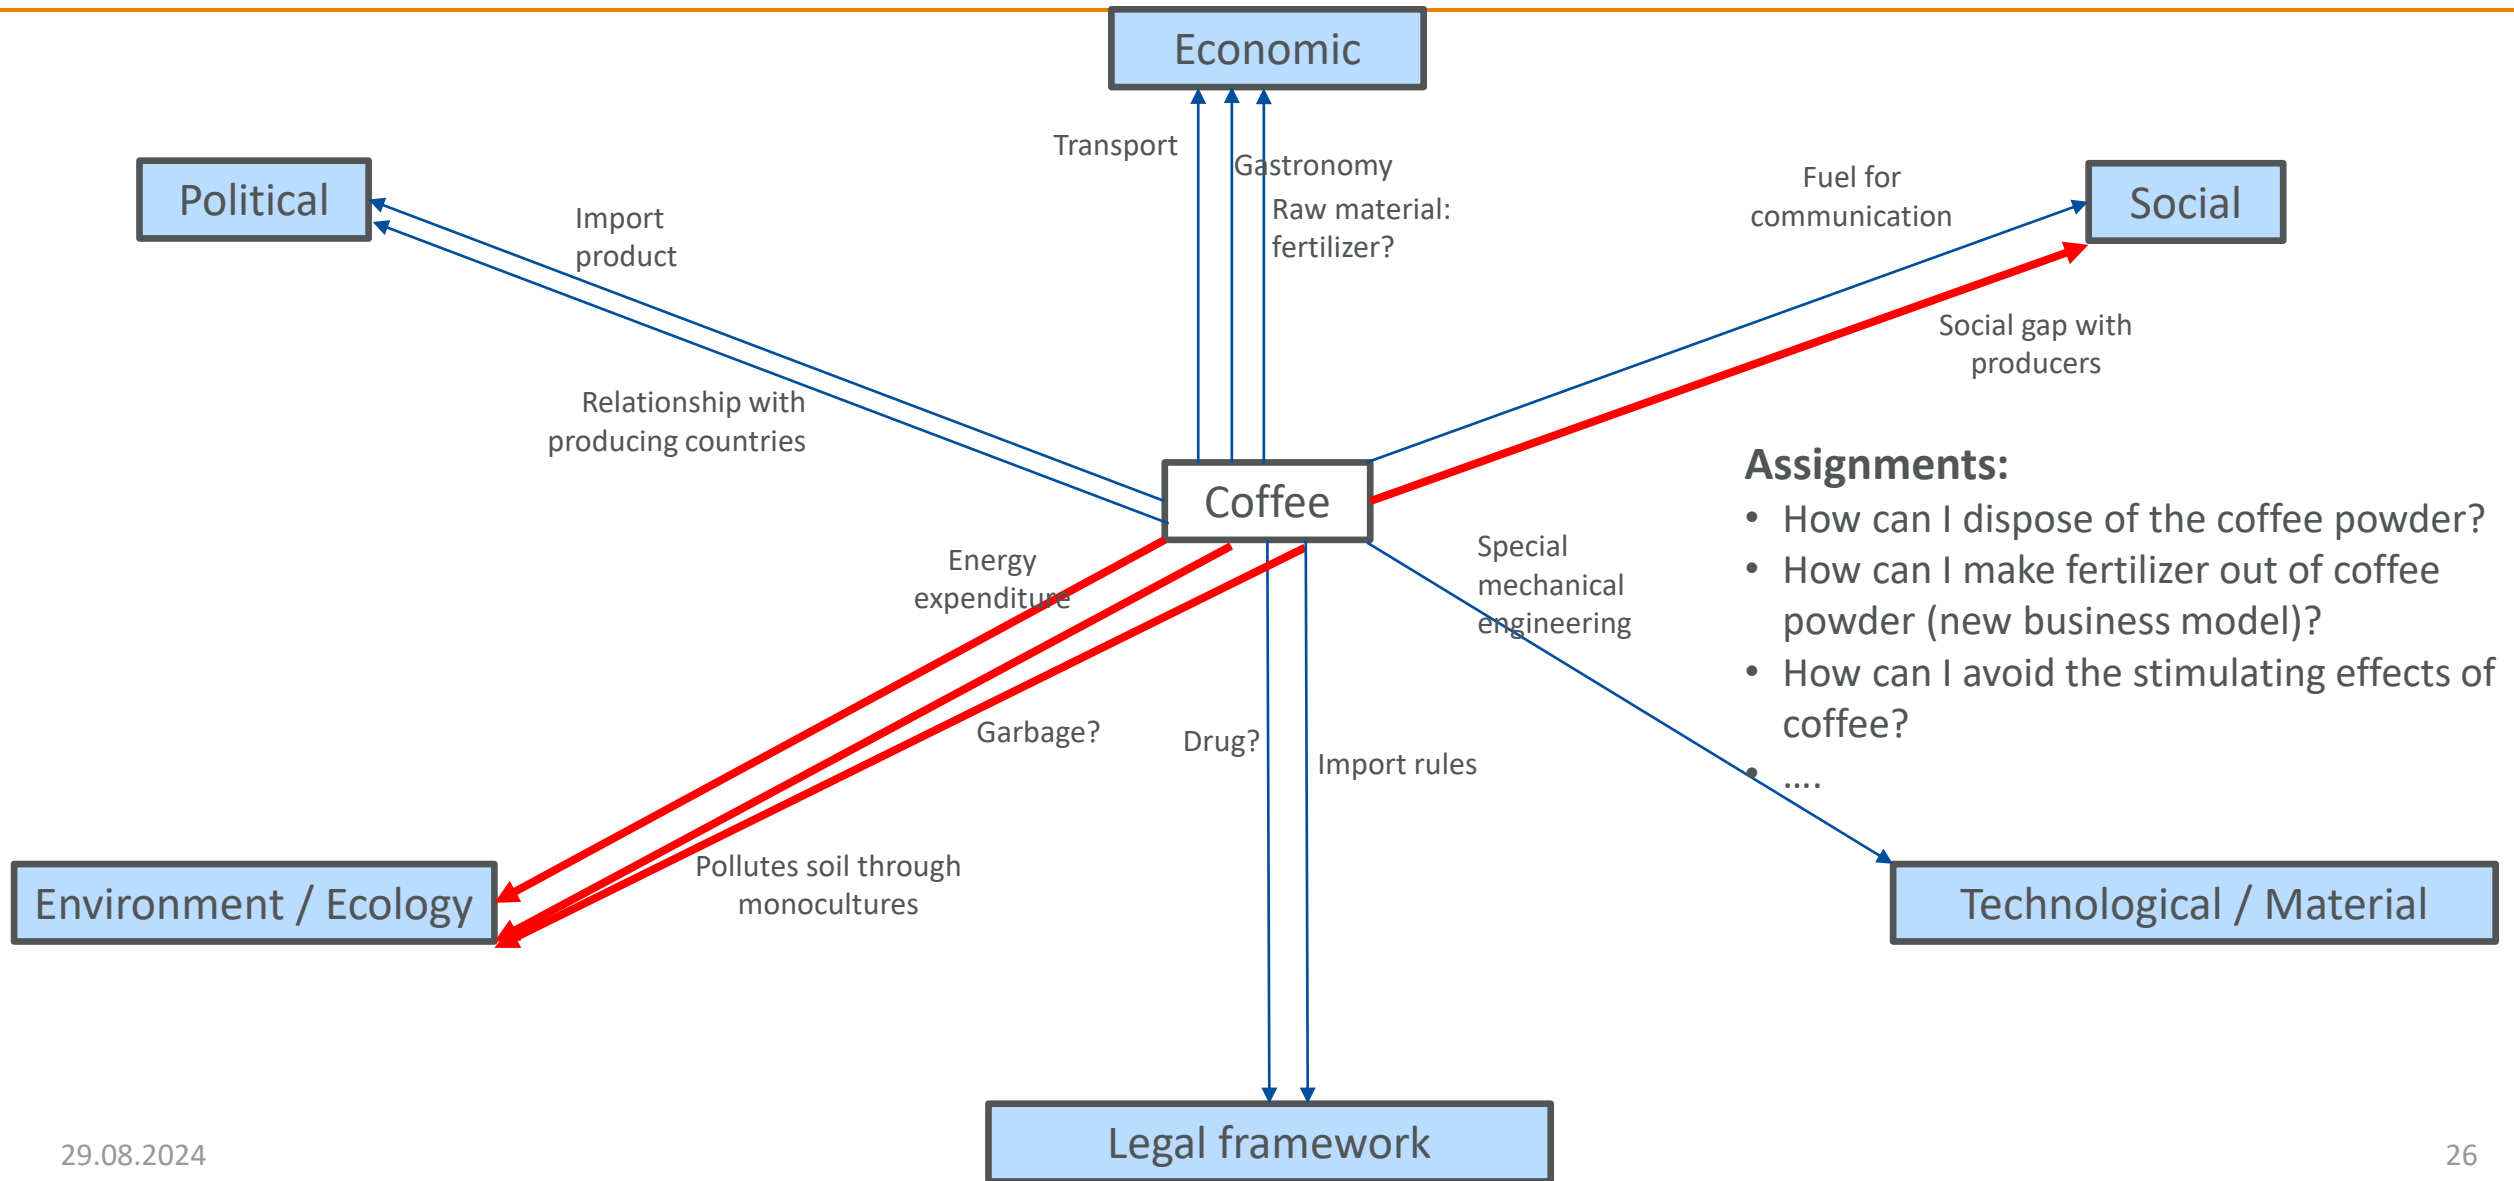 Economic
Transport
Gastronomy
Political
Fuel for
communication
Social
Import
product
Raw material:
fertilizer?
Social gap with
producers
Relationship with
producing countries
Coffee
Assignments:
• How can I dispose of the coffee powder?
• How can I make fertilizer out of coffee
powder (new business model)?
• How can I avoid the stimulating effects of
coffee?
• ....
Energy
expenditure
Special
mechanical
engineering
Garbage?
Drug?
Import rules
Pollutes soil through
monocultures
Environment / Ecology
Technological / Material
Legal framework
29.08.2024
26